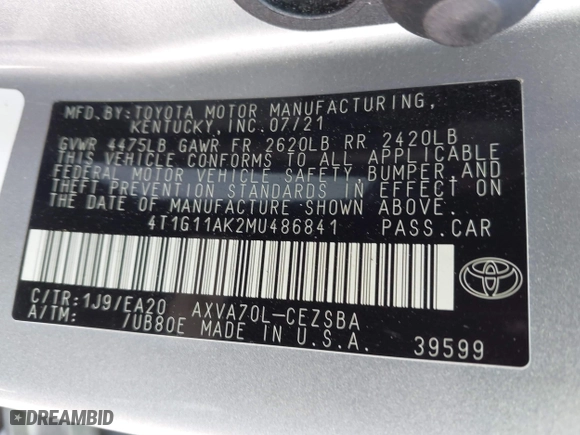 MFD.BY:TOYOTA MOTOR MANUFACTURING,
KENTUCKY,INC.07/21
GVWR 4475LB GAWR FR 2620LB RR 2420LB
THIS VEHICLE CONFORMS TO ALL APPLICABLE
FEDERAL MOTOR VEHICLE SAFETY,BUMPER,AND
THEFT PREVENTION STANDARDS IN EFFECT ON
THE DATE OF MANUFACTURE SHOWN ABOVE.
4T1G11AK2MU486841 PASS.CAR
C/TR:1J9/EA20 AXVA70L-CEZSBA
A/TM: /UB80E MADE IN U.S.A. 39599
DREAMBID